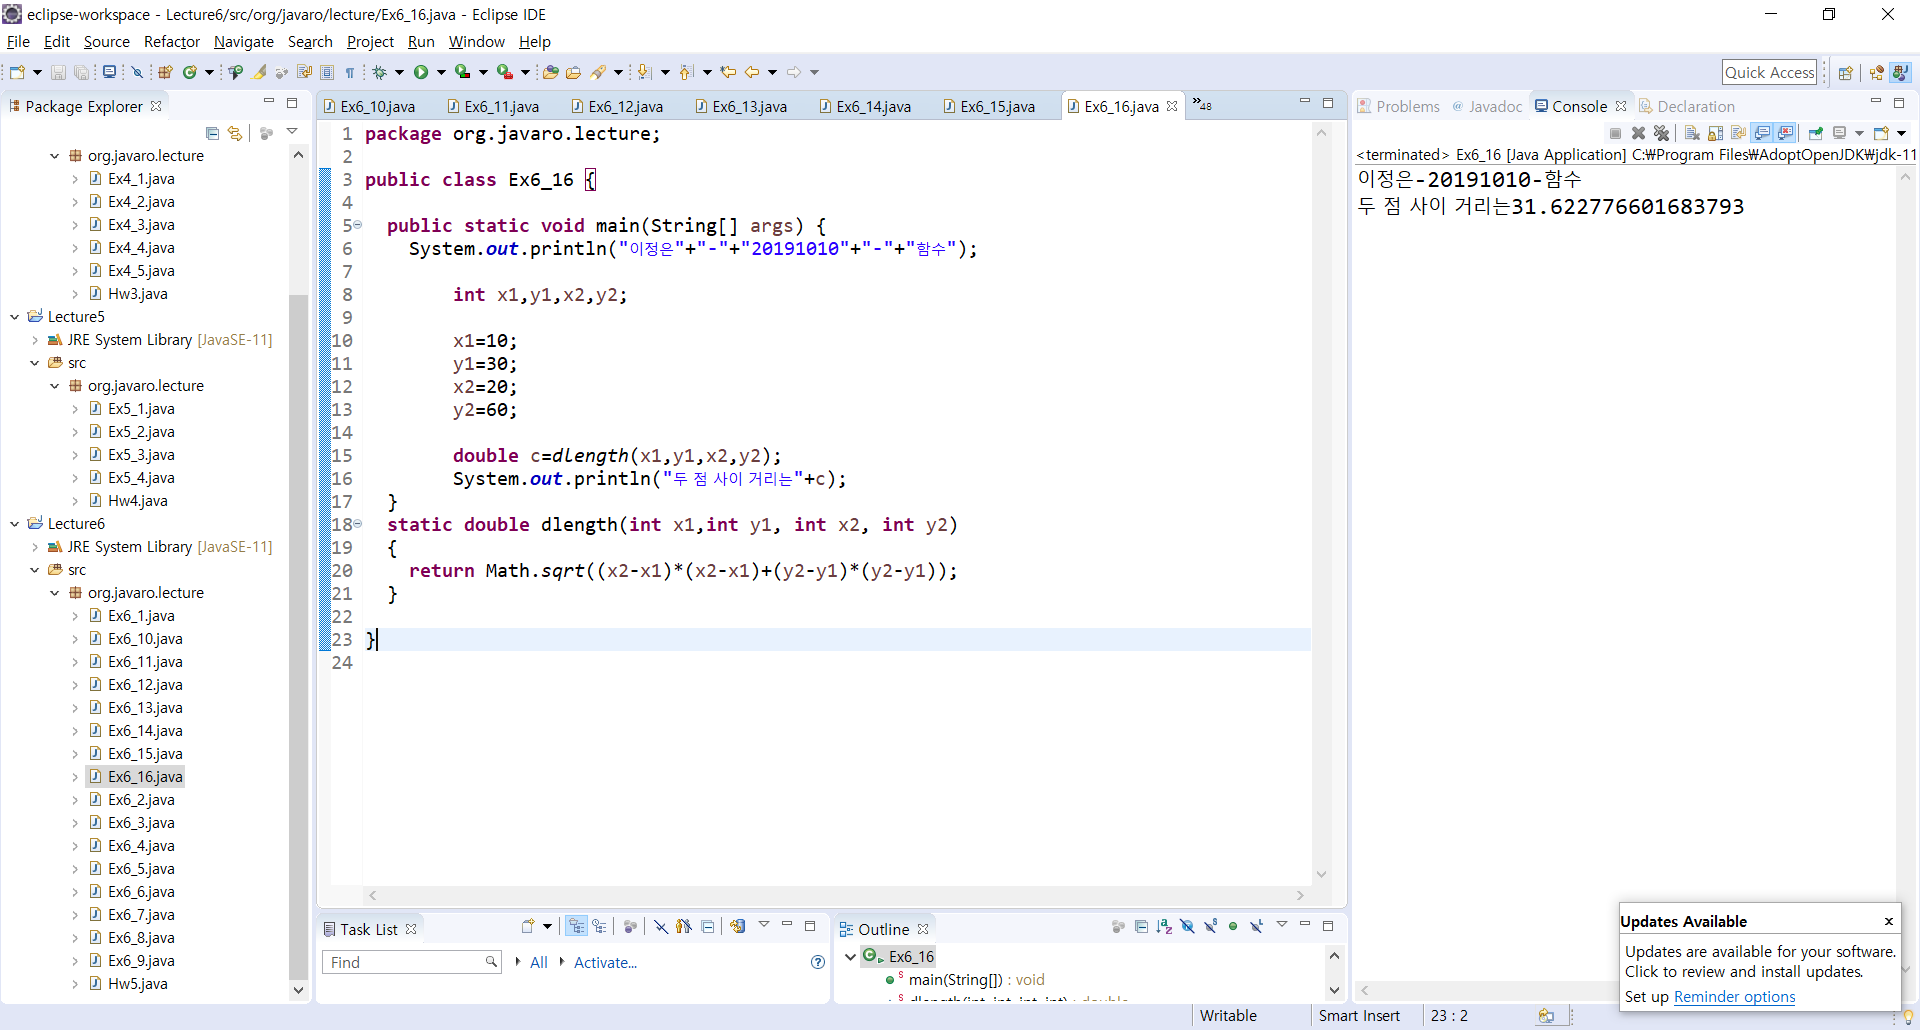 eclipse-workspace - Lecture6/src/org/javaro/lecture/Ex6_16.java - Eclipse IDE
File Edit Source Refactor Navigate Search Project Run Window Help
Quick Access
Package Explorer
org.javaro.lecture
Ex4_1.java
Ex4_2.java
Ex4_3.java
Ex4_4.java
Ex4_5.java
Hw3.java
Lecture5
JRE System Library [JavaSE-11]
src
org.javaro.lecture
Ex5_1.java
Ex5_2.java
Ex5_3.java
Ex5_4.java
Hw4.java
Lecture6
JRE System Library [JavaSE-11]
src
org.javaro.lecture
Ex6_1.java
Ex6_10.java
Ex6_11.java
Ex6_12.java
Ex6_13.java
Ex6_14.java
Ex6_15.java
Ex6_16.java
Ex6_2.java
Ex6_3.java
Ex6_4.java
Ex6_5.java
Ex6_6.java
Ex6_7.java
Ex6_8.java
Ex6_9.java
Hw5.java
Ex6_10.java Ex6_11.java Ex6_12.java Ex6_13.java Ex6_14.java Ex6_15.java Ex6_16.java »48
1 package org.javaro.lecture;
2
3 public class Ex6_16 {
4
5 public static void main(String[] args) {
6 System.out.println("이정은"+"-"+"20191010"+"-"+"함수");
7
8 int x1,y1,x2,y2;
9
10 x1=10;
11 y1=30;
12 x2=20;
13 y2=60;
14
15 double c=dlength(x1,y1,x2,y2);
16 System.out.println("두 점 사이 거리는"+c);
17 }
18 static double dlength(int x1,int y1, int x2, int y2)
19 {
20 return Math.sqrt((x2-x1)*(x2-x1)+(y2-y1)*(y2-y1));
21 }
22
23 }
24
Task List
Find All Activate...
Outline
Ex6_16
main(String[]) : void
dlength(int, int, int, int) : double
Problems @ Javadoc Console Declaration
<terminated> Ex6_16 [Java Application] C:₩Program Files₩AdoptOpenJDK₩jdk-11
이정은-20191010-함수
두 점 사이 거리는31.622776601683793
Updates Available
Updates are available for your software.
Click to review and install updates.
Set up Reminder options
Writable Smart Insert 23 : 2